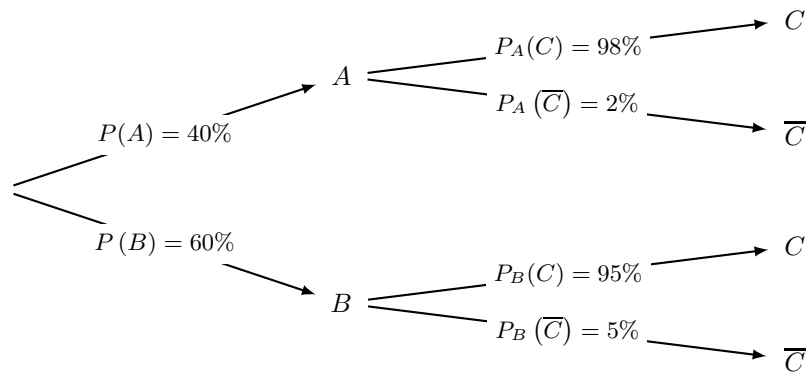 C
P_A(C) = 98%
A
P_A(C̅) = 2%
P(A) = 40%
C̅
P(B) = 60%
C
P_B(C) = 95%
B
P_B(C̅) = 5%
C̅